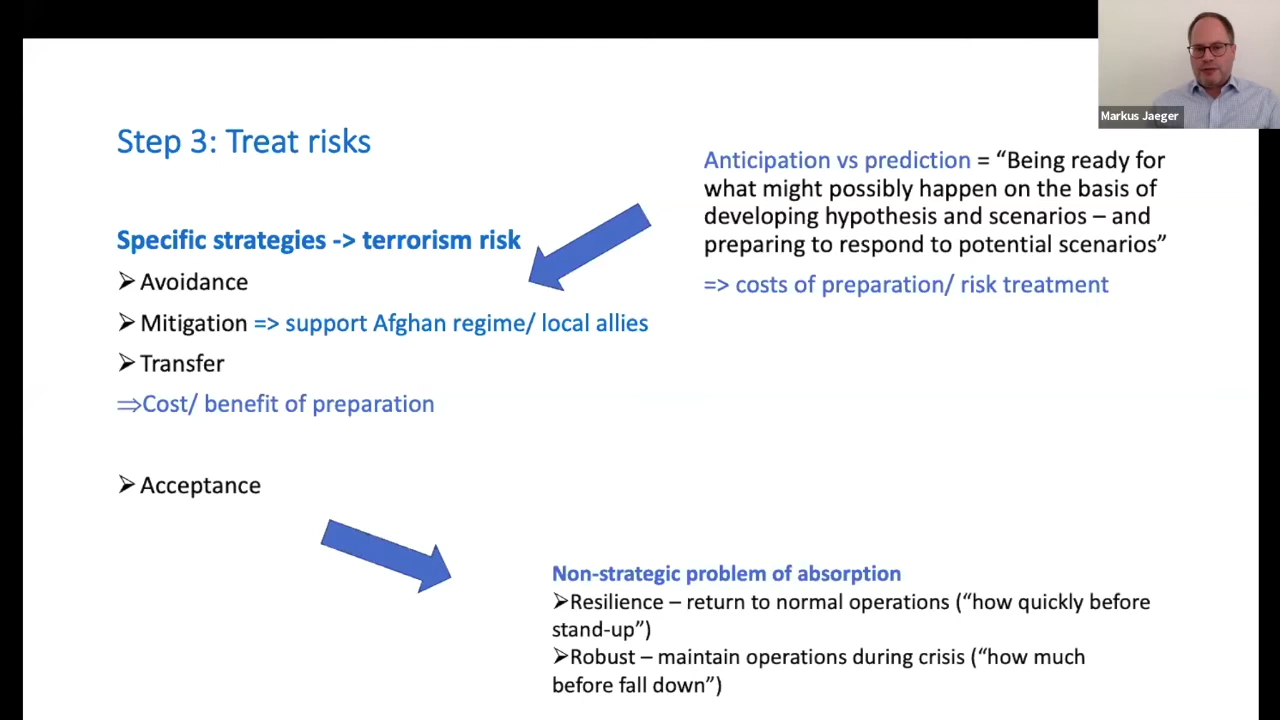 Markus Jaeger
Step 3: Treat risks
Specific strategies -> terrorism risk
➢Avoidance
➢Mitigation => support Afghan regime/ local allies
➢Transfer
⇒Cost/ benefit of preparation
➢Acceptance
Anticipation vs prediction = “Being ready for
what might possibly happen on the basis of
developing hypothesis and scenarios – and
preparing to respond to potential scenarios”
=> costs of preparation/ risk treatment
Non-strategic problem of absorption
➢Resilience – return to normal operations (“how quickly before
stand-up”)
➢Robust – maintain operations during crisis (“how much
before fall down”)